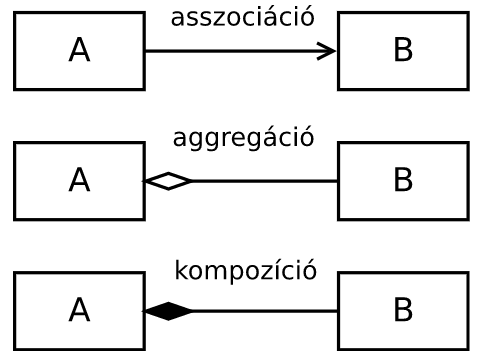 asszociáció
A B
aggregáció
A B
kompozíció
A B